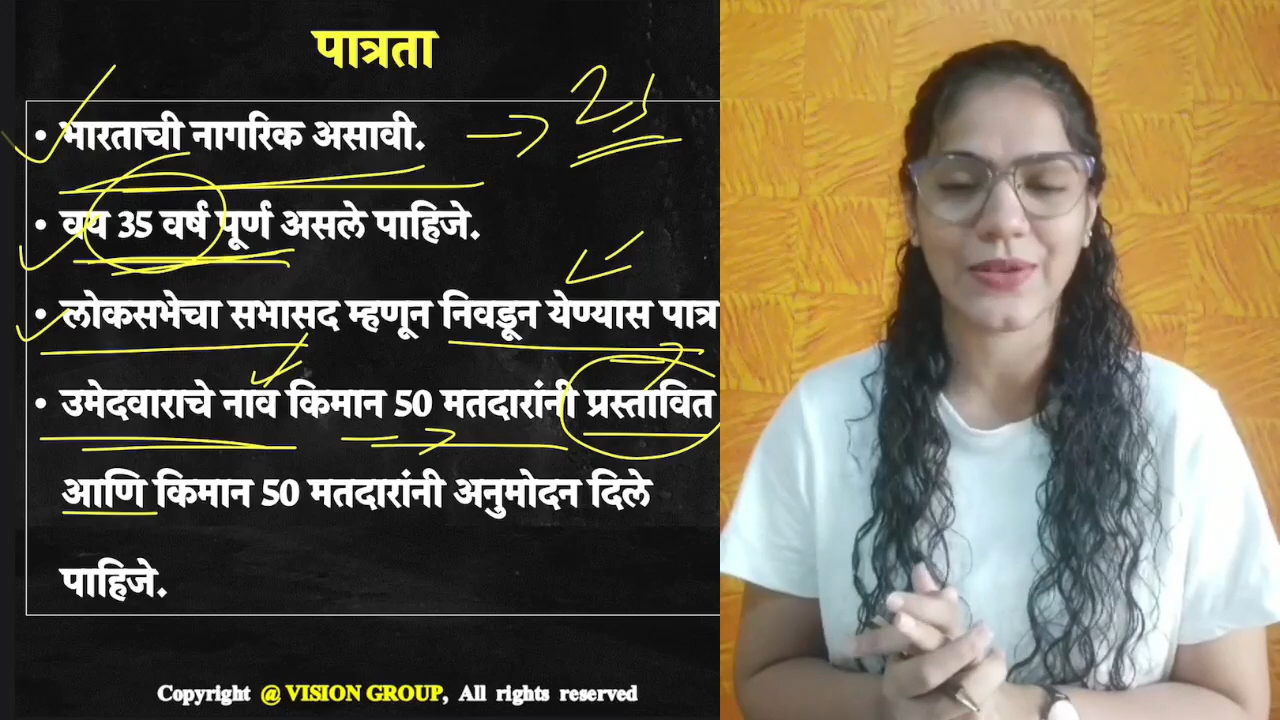 पात्रता
• भारताची नागरिक असावी.
• वय 35 वर्ष पूर्ण असले पाहिजे.
• लोकसभेचा सभासद म्हणून निवडून येण्यास पात्र
• उमेदवाराचे नाव किमान 50 मतदारांनी प्रस्तावित
आणि किमान 50 मतदारांनी अनुमोदन दिले
पाहिजे.
Copyright @ VISION GROUP, All rights reserved